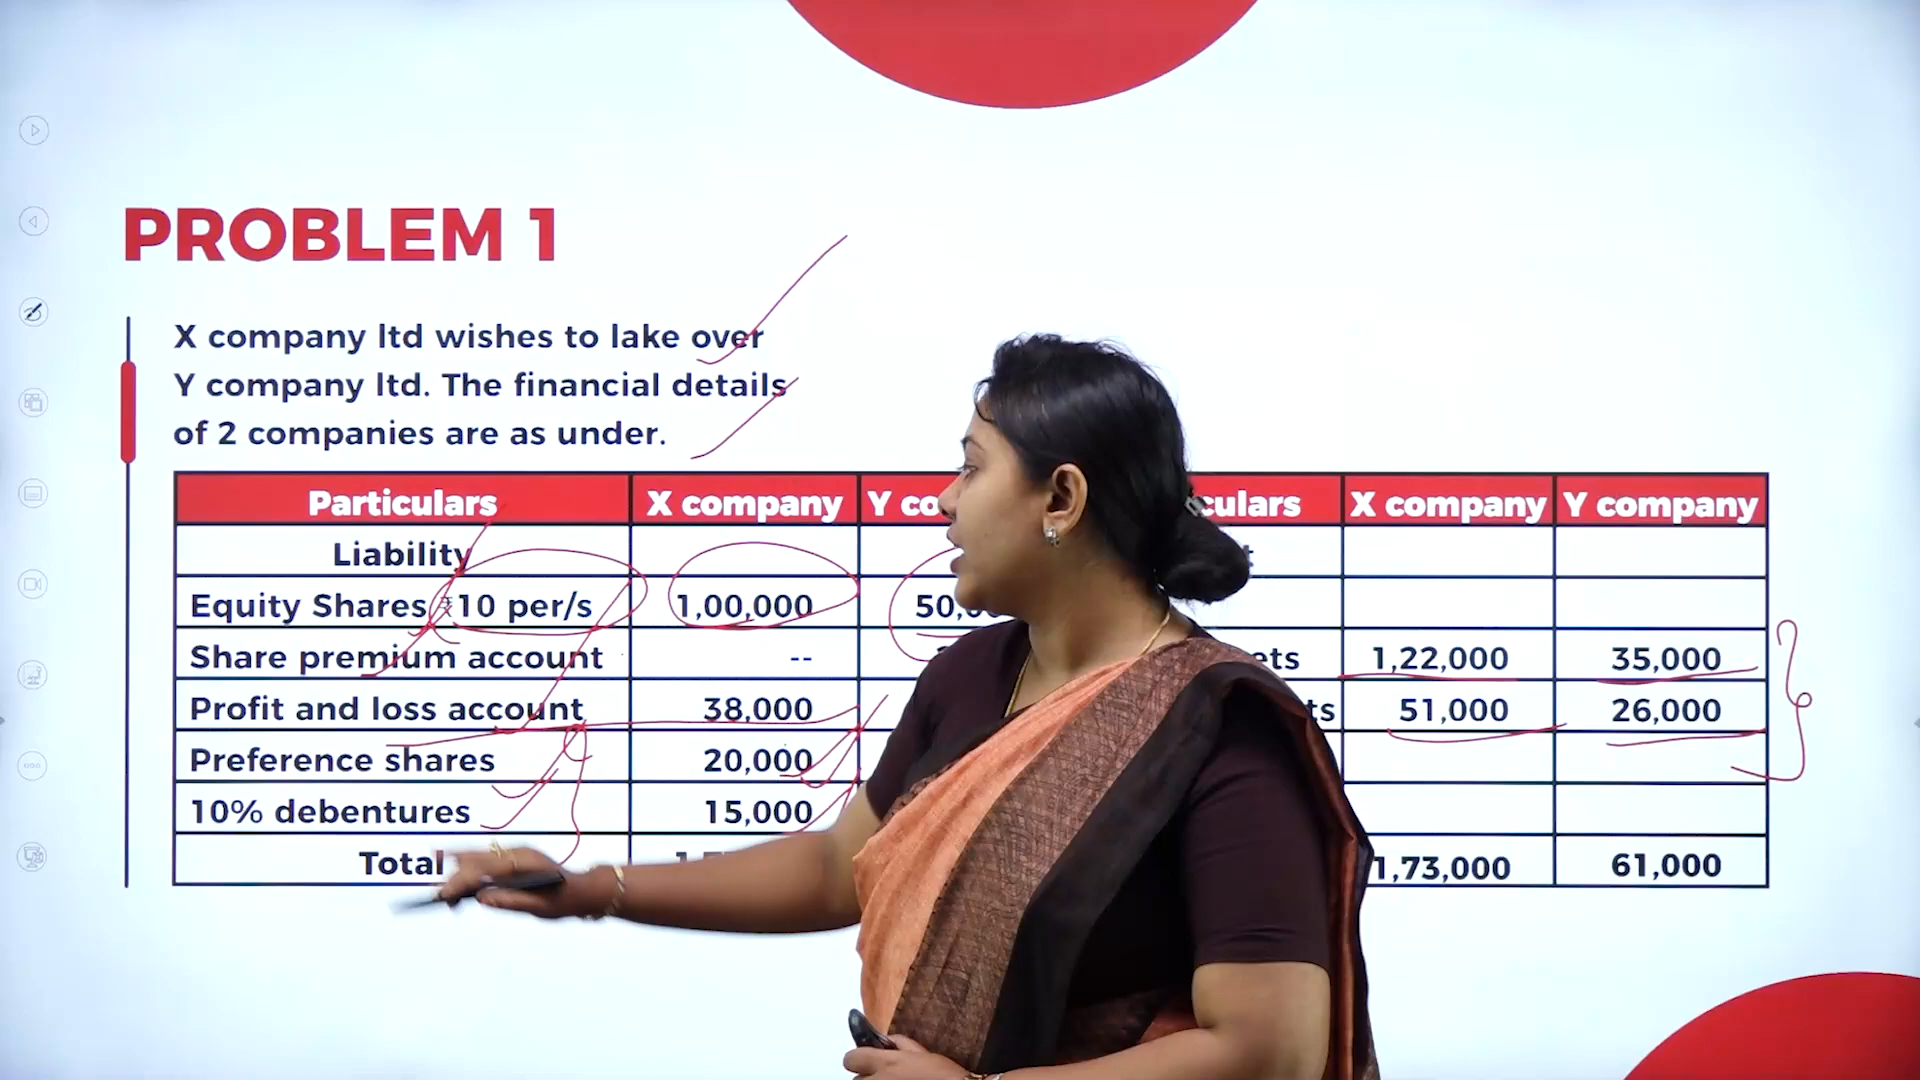 PROBLEM 1
X company ltd wishes to lake over
Y company ltd. The financial details
of 2 companies are as under.
Particulars X company Y X company Y company
Liability
Equity Shares ₹10 per/s 1,00,000
Share premium account -- 1,22,000 35,000
Profit and loss account 38,000 51,000 26,000
Preference shares 20,000
10% debentures 15,000
Total 1,73,000 61,000